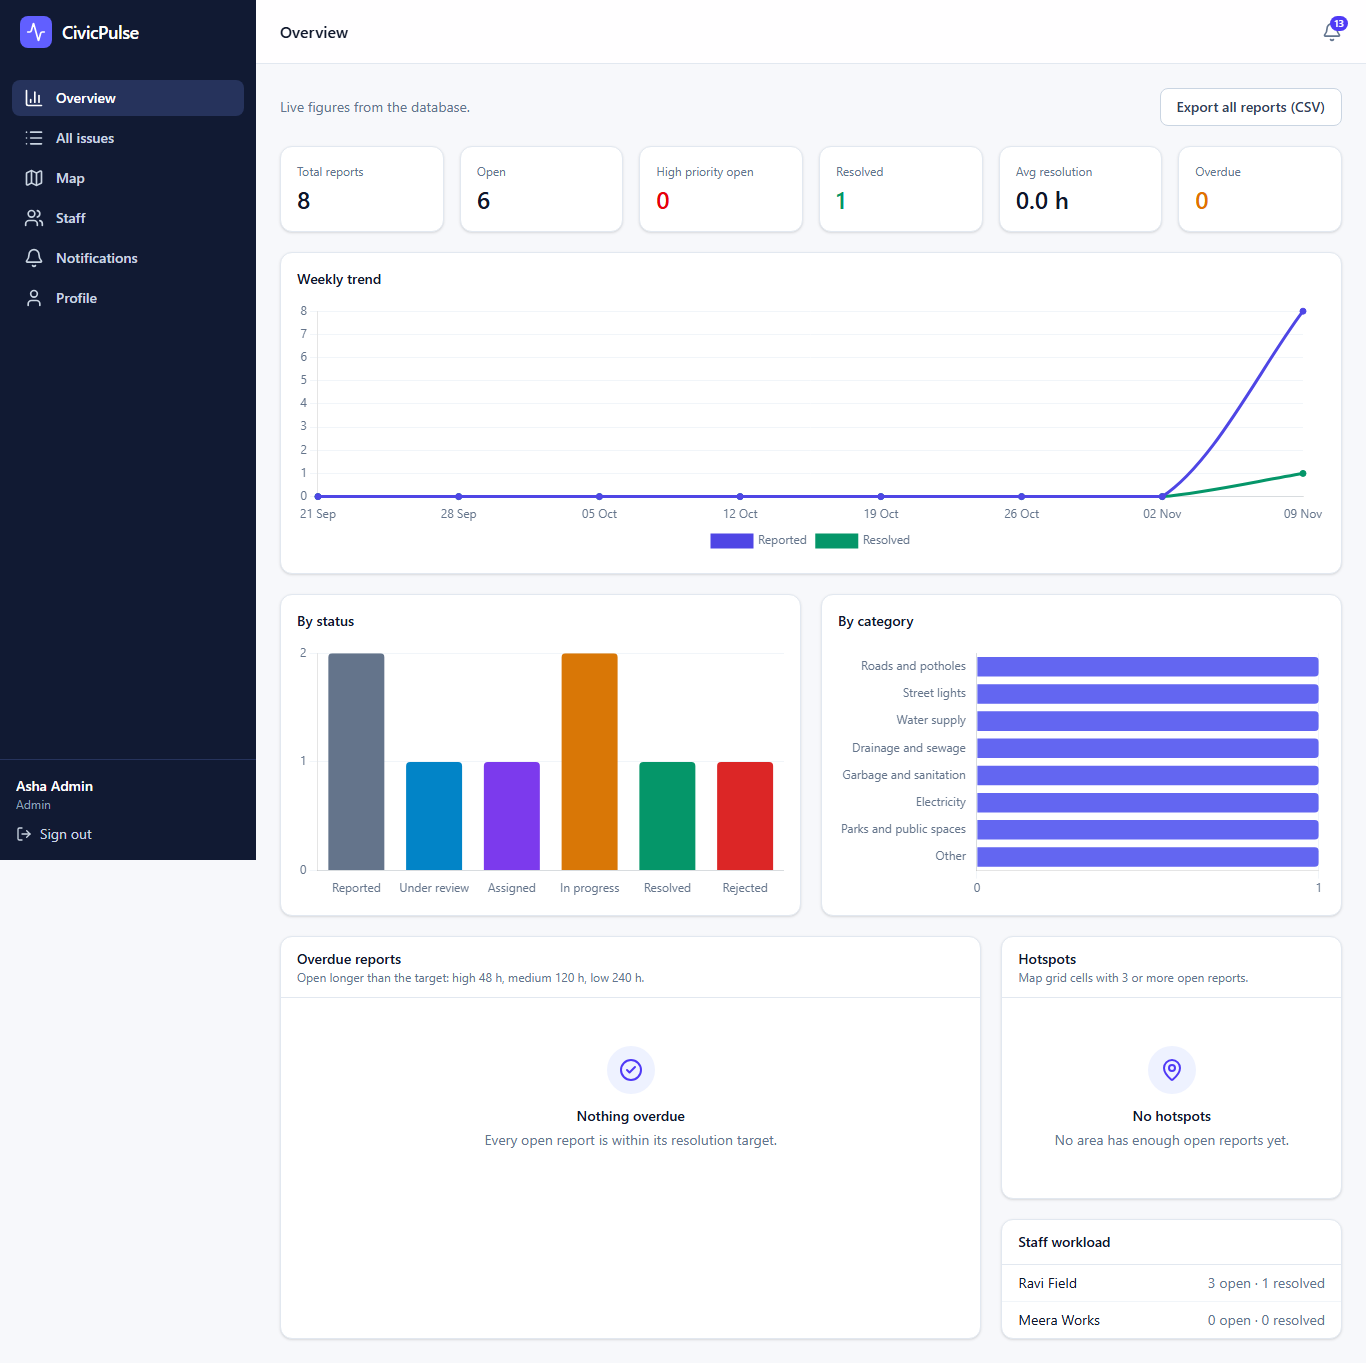 CivicPulse
Overview
All issues
Map
Staff
Notifications
Profile
Asha Admin
Admin
Sign out
Overview
13
Live figures from the database.
Export all reports (CSV)
Total reports
8
Open
6
High priority open
0
Resolved
1
Avg resolution
0.0 h
Overdue
0
Weekly trend
8
7
6
5
4
3
2
1
0
21 Sep 28 Sep 05 Oct 12 Oct 19 Oct 26 Oct 02 Nov 09 Nov
Reported Resolved
By status
2
1
0
Reported Under review Assigned In progress Resolved Rejected
By category
Roads and potholes
Street lights
Water supply
Drainage and sewage
Garbage and sanitation
Electricity
Parks and public spaces
Other
0 1
Overdue reports
Open longer than the target: high 48 h, medium 120 h, low 240 h.
Nothing overdue
Every open report is within its resolution target.
Hotspots
Map grid cells with 3 or more open reports.
No hotspots
No area has enough open reports yet.
Staff workload
Ravi Field 3 open · 1 resolved
Meera Works 0 open · 0 resolved